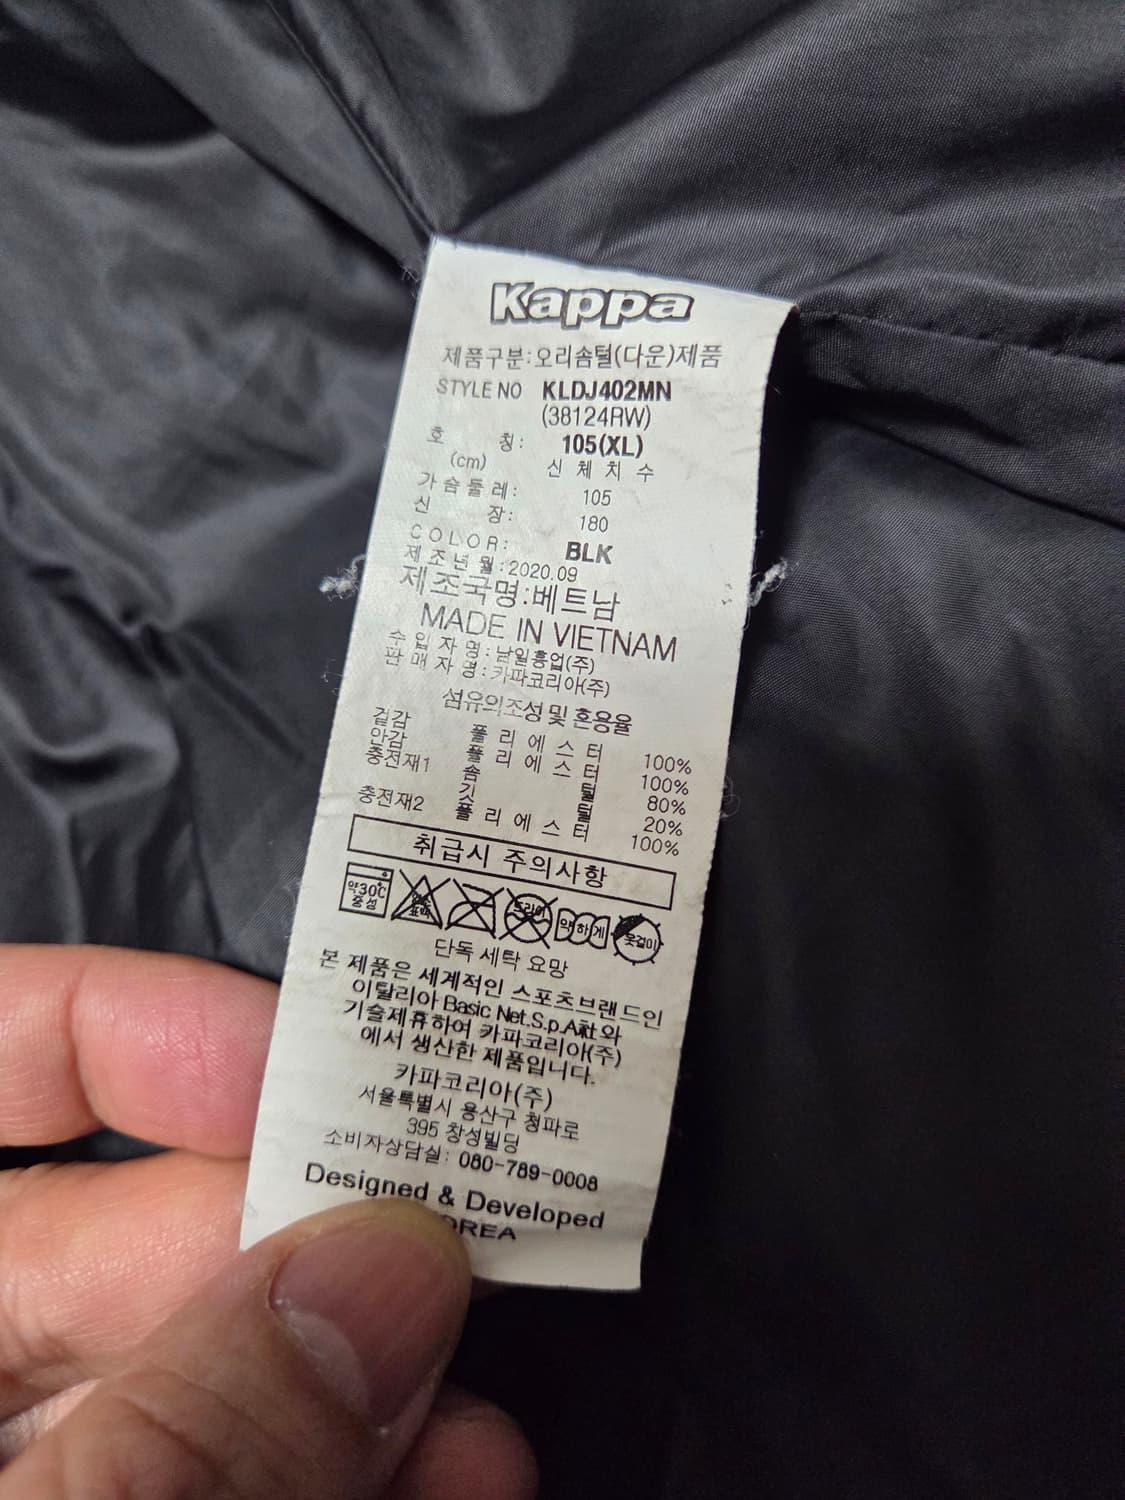 Kappa
제품구분:오리솜털(다운)제품
STYLE NO KLDJ402MN
(38124RW)
호 칭: 105(XL)
(cm) 신 체 치 수
가슴둘레: 105
신 장: 180
COLOR: BLK
제조년월:2020.09
제조국명:베트남
MADE IN VIETNAM
수입자명:남일흥업(주)
판매자명:카파코리아(주)
섬유의조성 및 혼용율
겉감 폴리에스터 100%
안감 폴리에스터 100%
충전재1 솜털 80%
깃털 20%
충전재2 폴리에스터 100%
취급시 주의사항
약30℃ 중성
드라이
약하게
옷걸이
단독 세탁 요망
본 제품은 세계적인 스포츠브랜드인
이탈리아 Basic Net.S.p.A社와
기술제휴하여 카파코리아(주)
에서 생산한 제품입니다.
카파코리아(주)
서울특별시 용산구 청파로
395 창성빌딩
소비자상담실: 080-789-0008
Designed & Developed
OREA